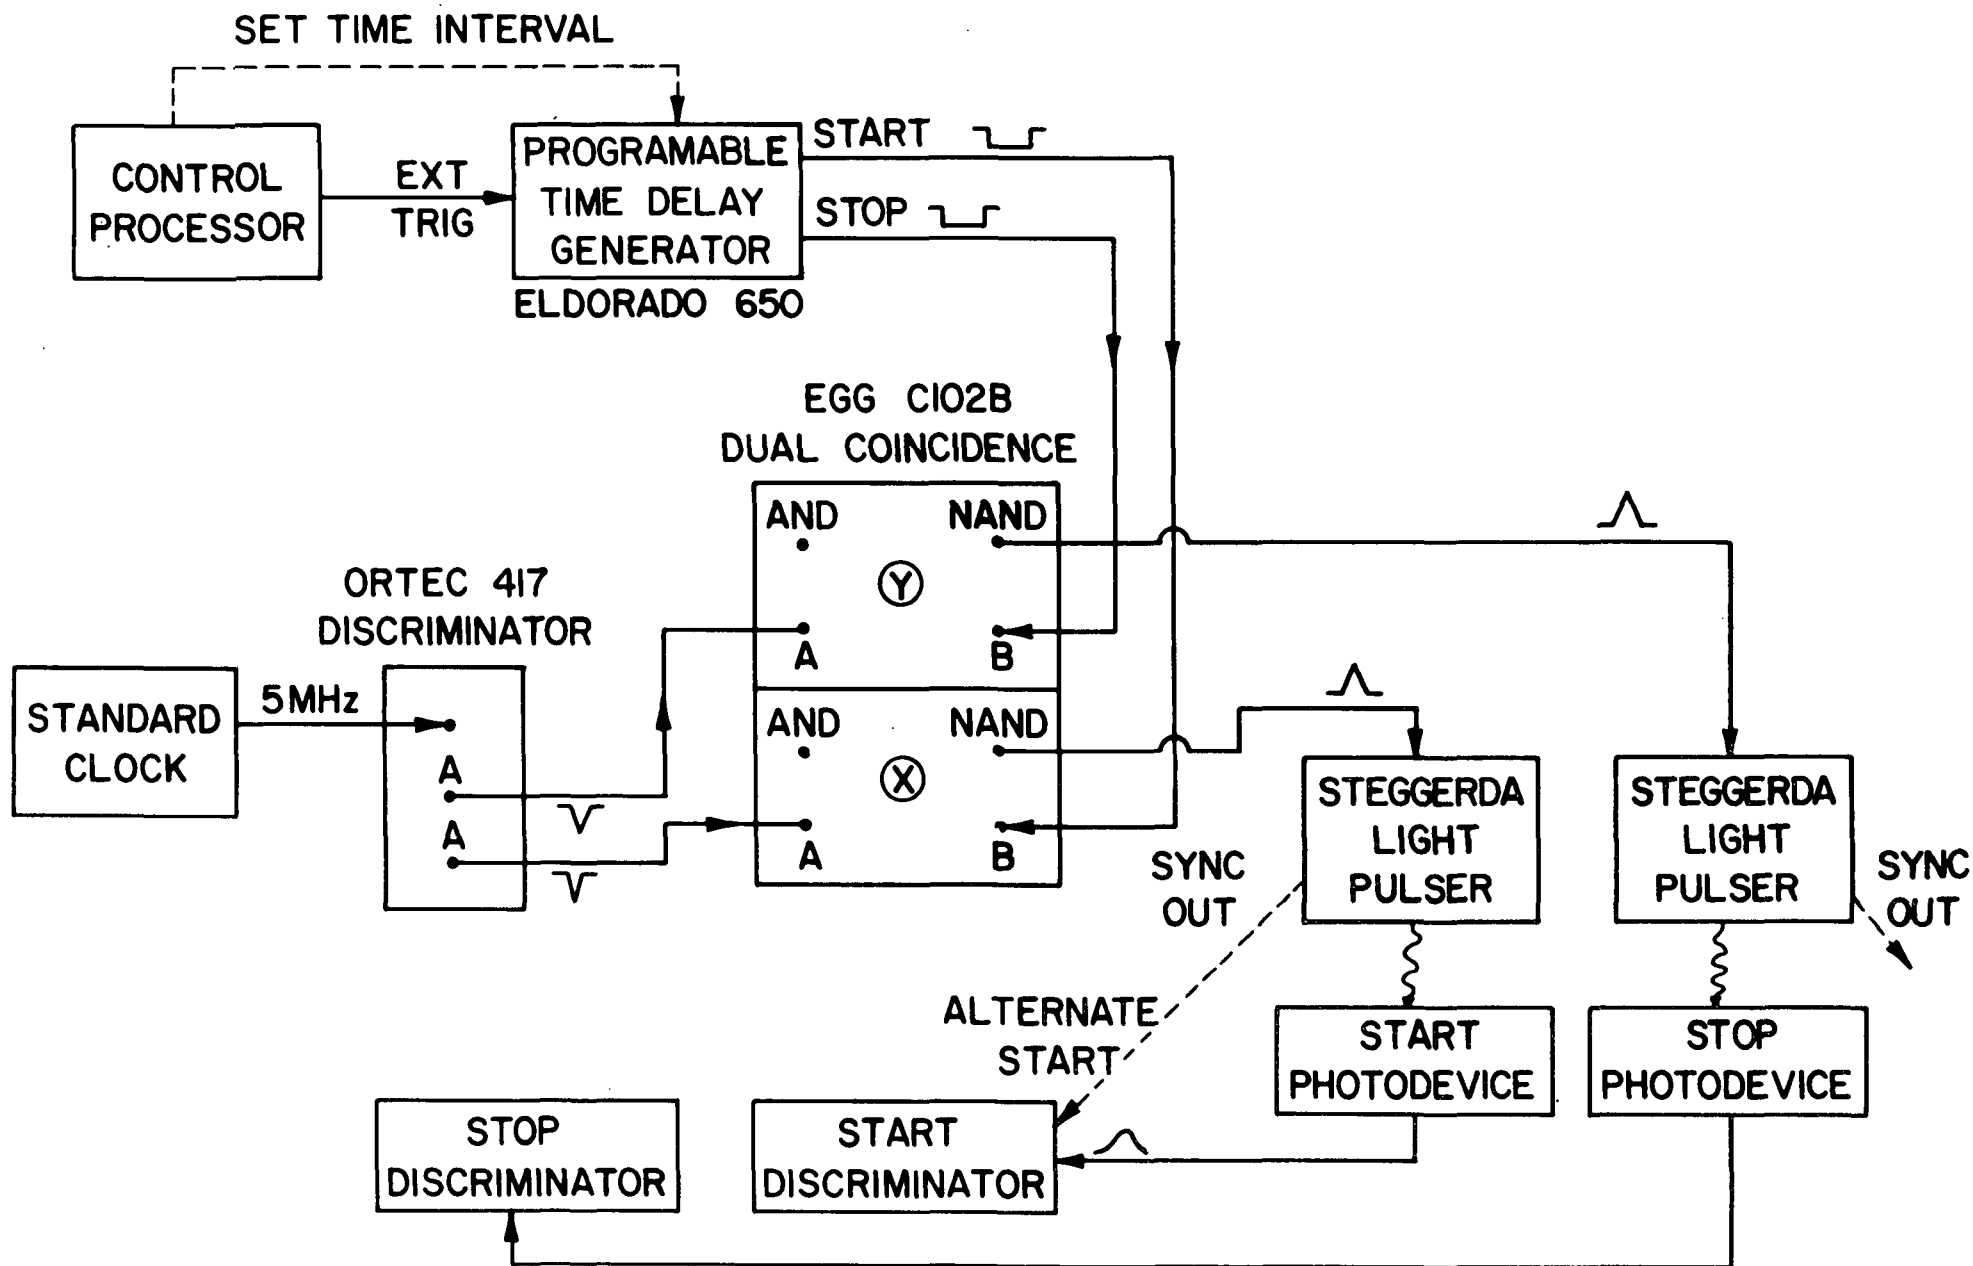 SET TIME INTERVAL
CONTROL
PROCESSOR
EXT
TRIG
PROGRAMABLE
TIME DELAY
GENERATOR
ELDORADO 650
START
STOP
EGG C102B
DUAL COINCIDENCE
AND NAND
Y
A B
AND NAND
X
A B
ORTEC 417
DISCRIMINATOR
STANDARD
CLOCK
5MHz
A
A
STEGGERDA
LIGHT
PULSER
STEGGERDA
LIGHT
PULSER
SYNC
OUT
SYNC
OUT
ALTERNATE
START
START
PHOTODEVICE
STOP
PHOTODEVICE
STOP
DISCRIMINATOR
START
DISCRIMINATOR